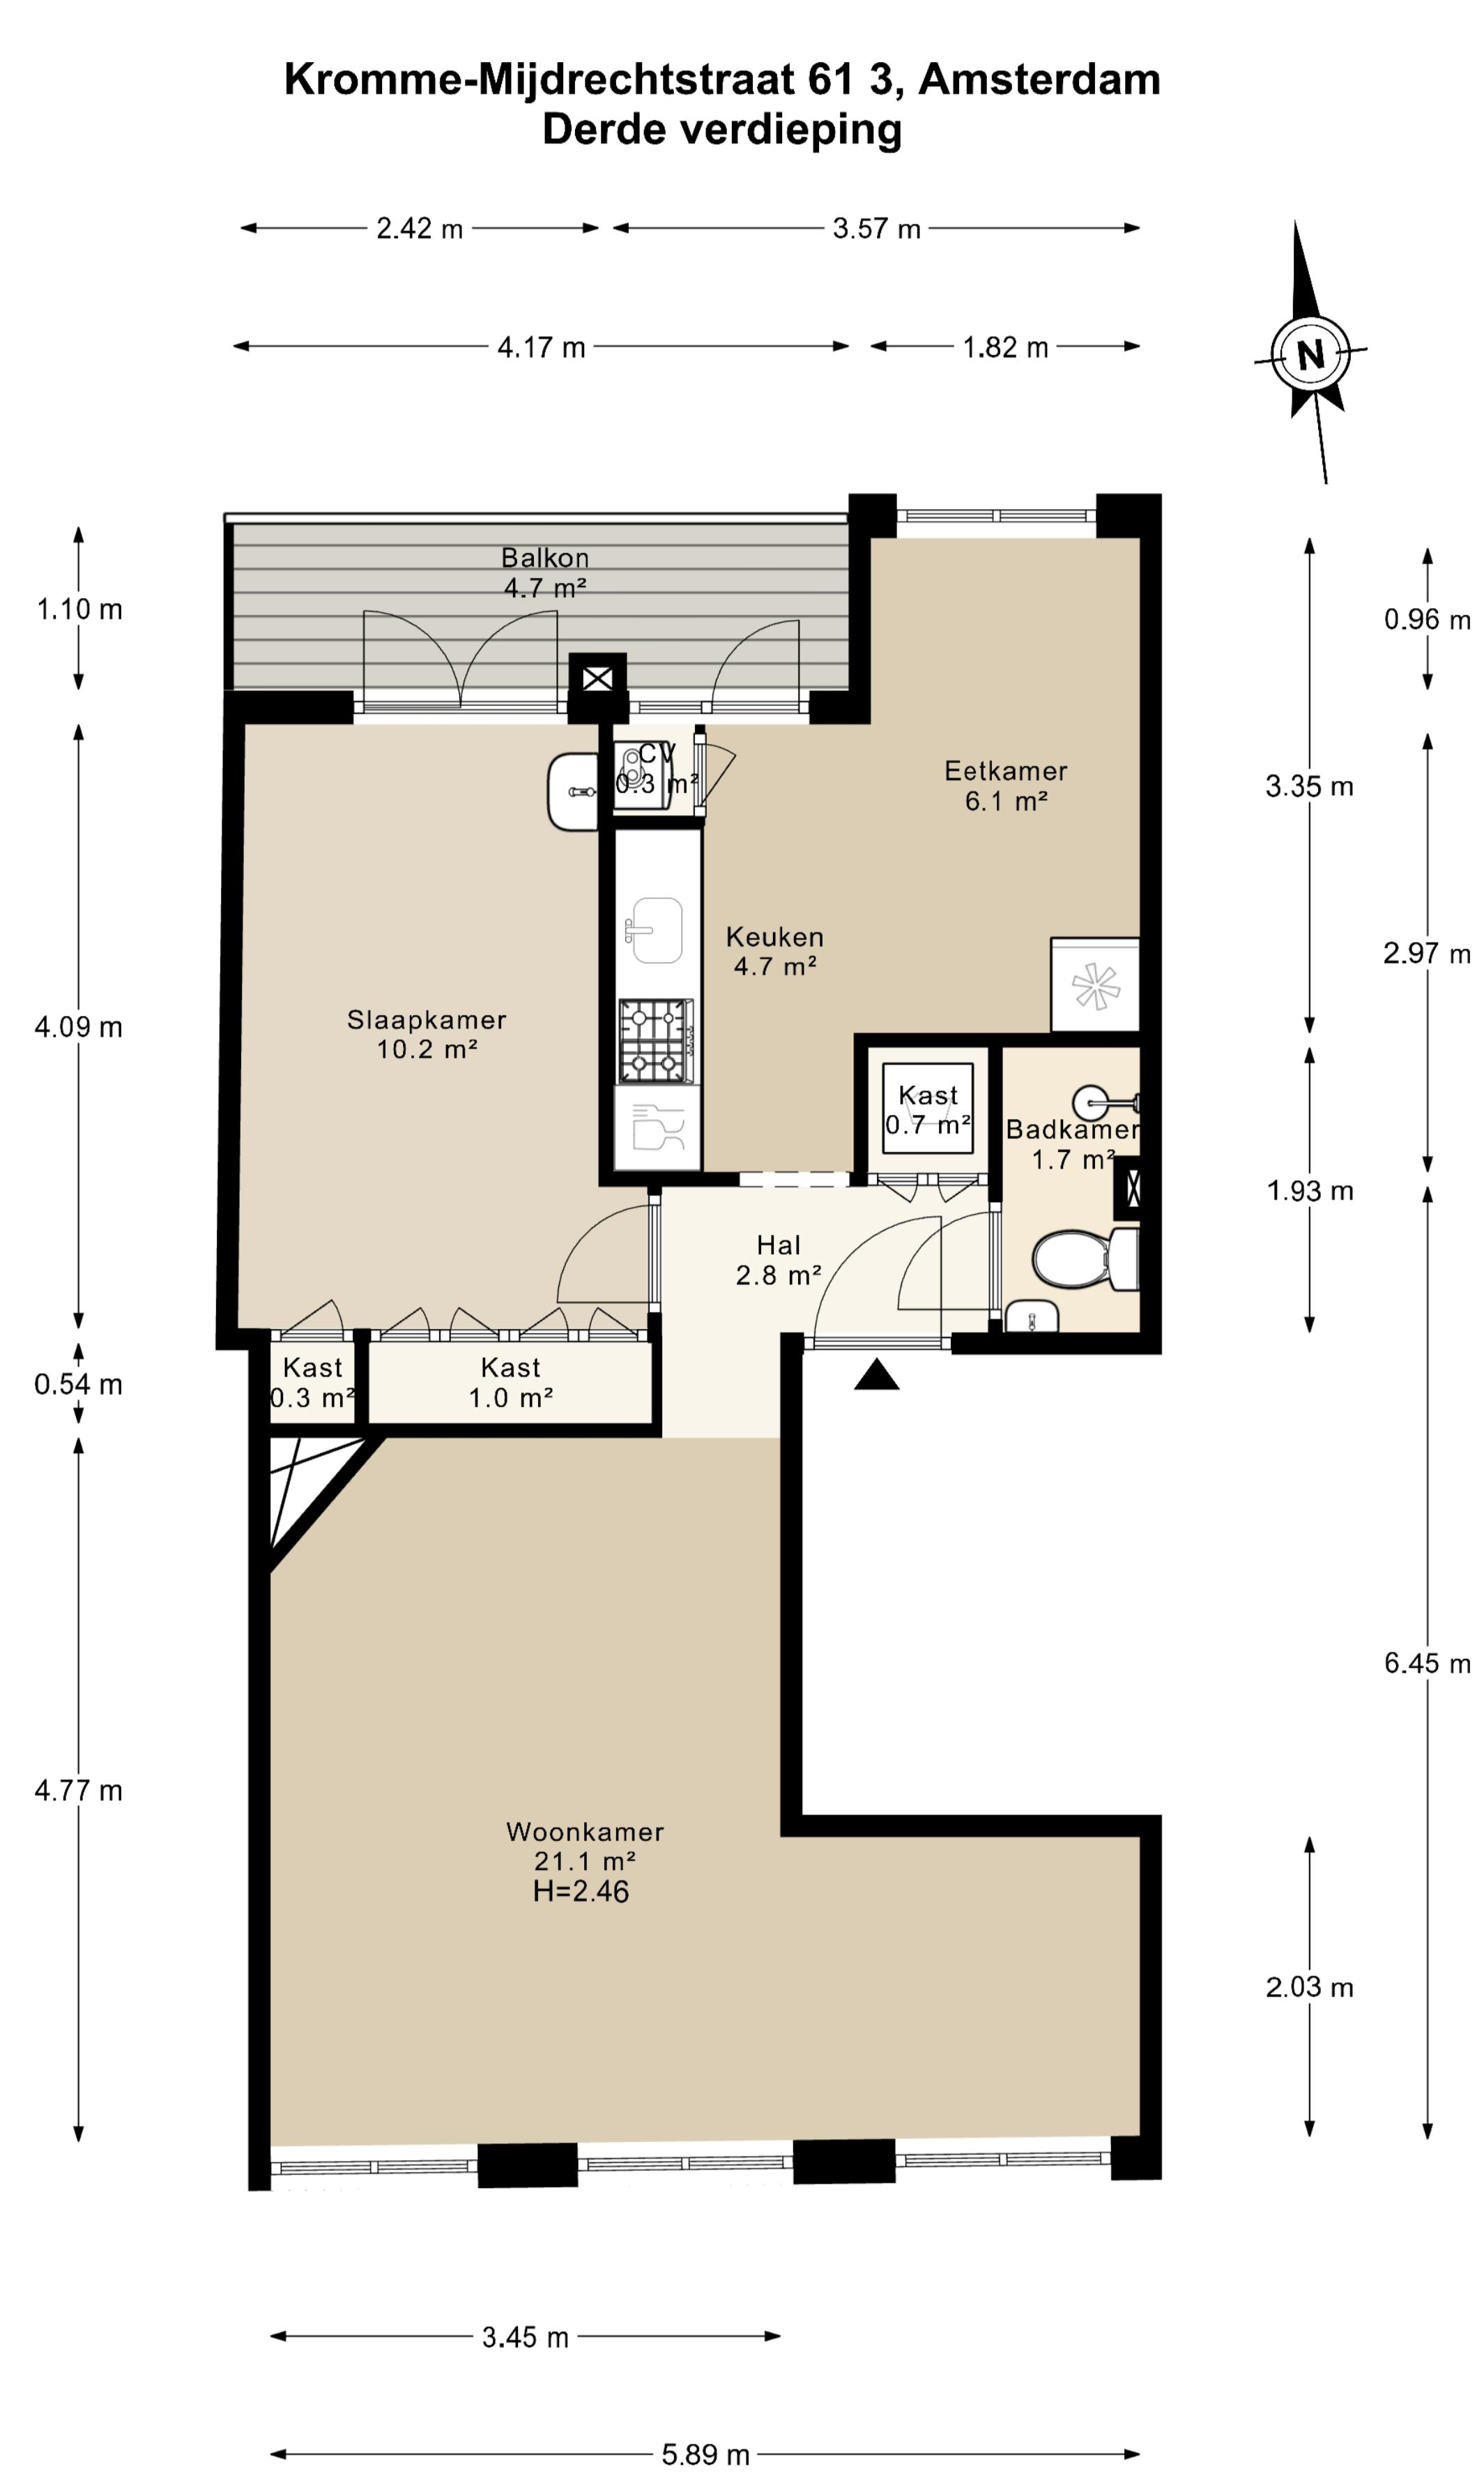 Kromme-Mijdrechtstraat 61 3, Amsterdam
Derde verdieping
2.42 m
3.57 m
4.17 m
1.82 m
N
Balkon
4.7 m²
1.10 m
0.96 m
CV
0.3 m²
Eetkamer
6.1 m²
3.35 m
Keuken
4.7 m²
2.97 m
Slaapkamer
10.2 m²
4.09 m
Kast
0.7 m²
Badkamer
1.7 m²
1.93 m
Hal
2.8 m²
Kast
0.3 m²
Kast
1.0 m²
0.54 m
6.45 m
4.77 m
Woonkamer
21.1 m²
H=2.46
2.03 m
3.45 m
5.89 m